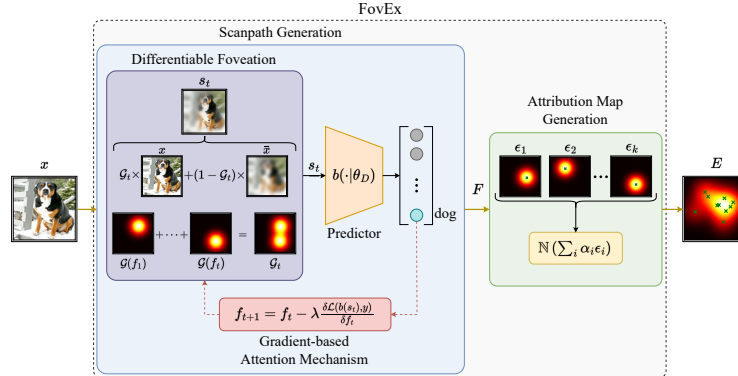 FovEx
Scanpath Generation
Differentiable Foveation
s_t
x
x
x̄
𝒢_t× +(1 − 𝒢_t)×
+ ··· + =
𝒢(f_1) 𝒢(f_t) 𝒢_t
s_t
b(·|θ_D)
Predictor
dog
f_{t+1} = f_t − λ δℒ(b(s_t),y)/δf_t
Gradient-based
Attention Mechanism
F
Attribution Map
Generation
ϵ_1 ϵ_2 ϵ_k
···
ℕ(∑_i α_i ϵ_i)
E